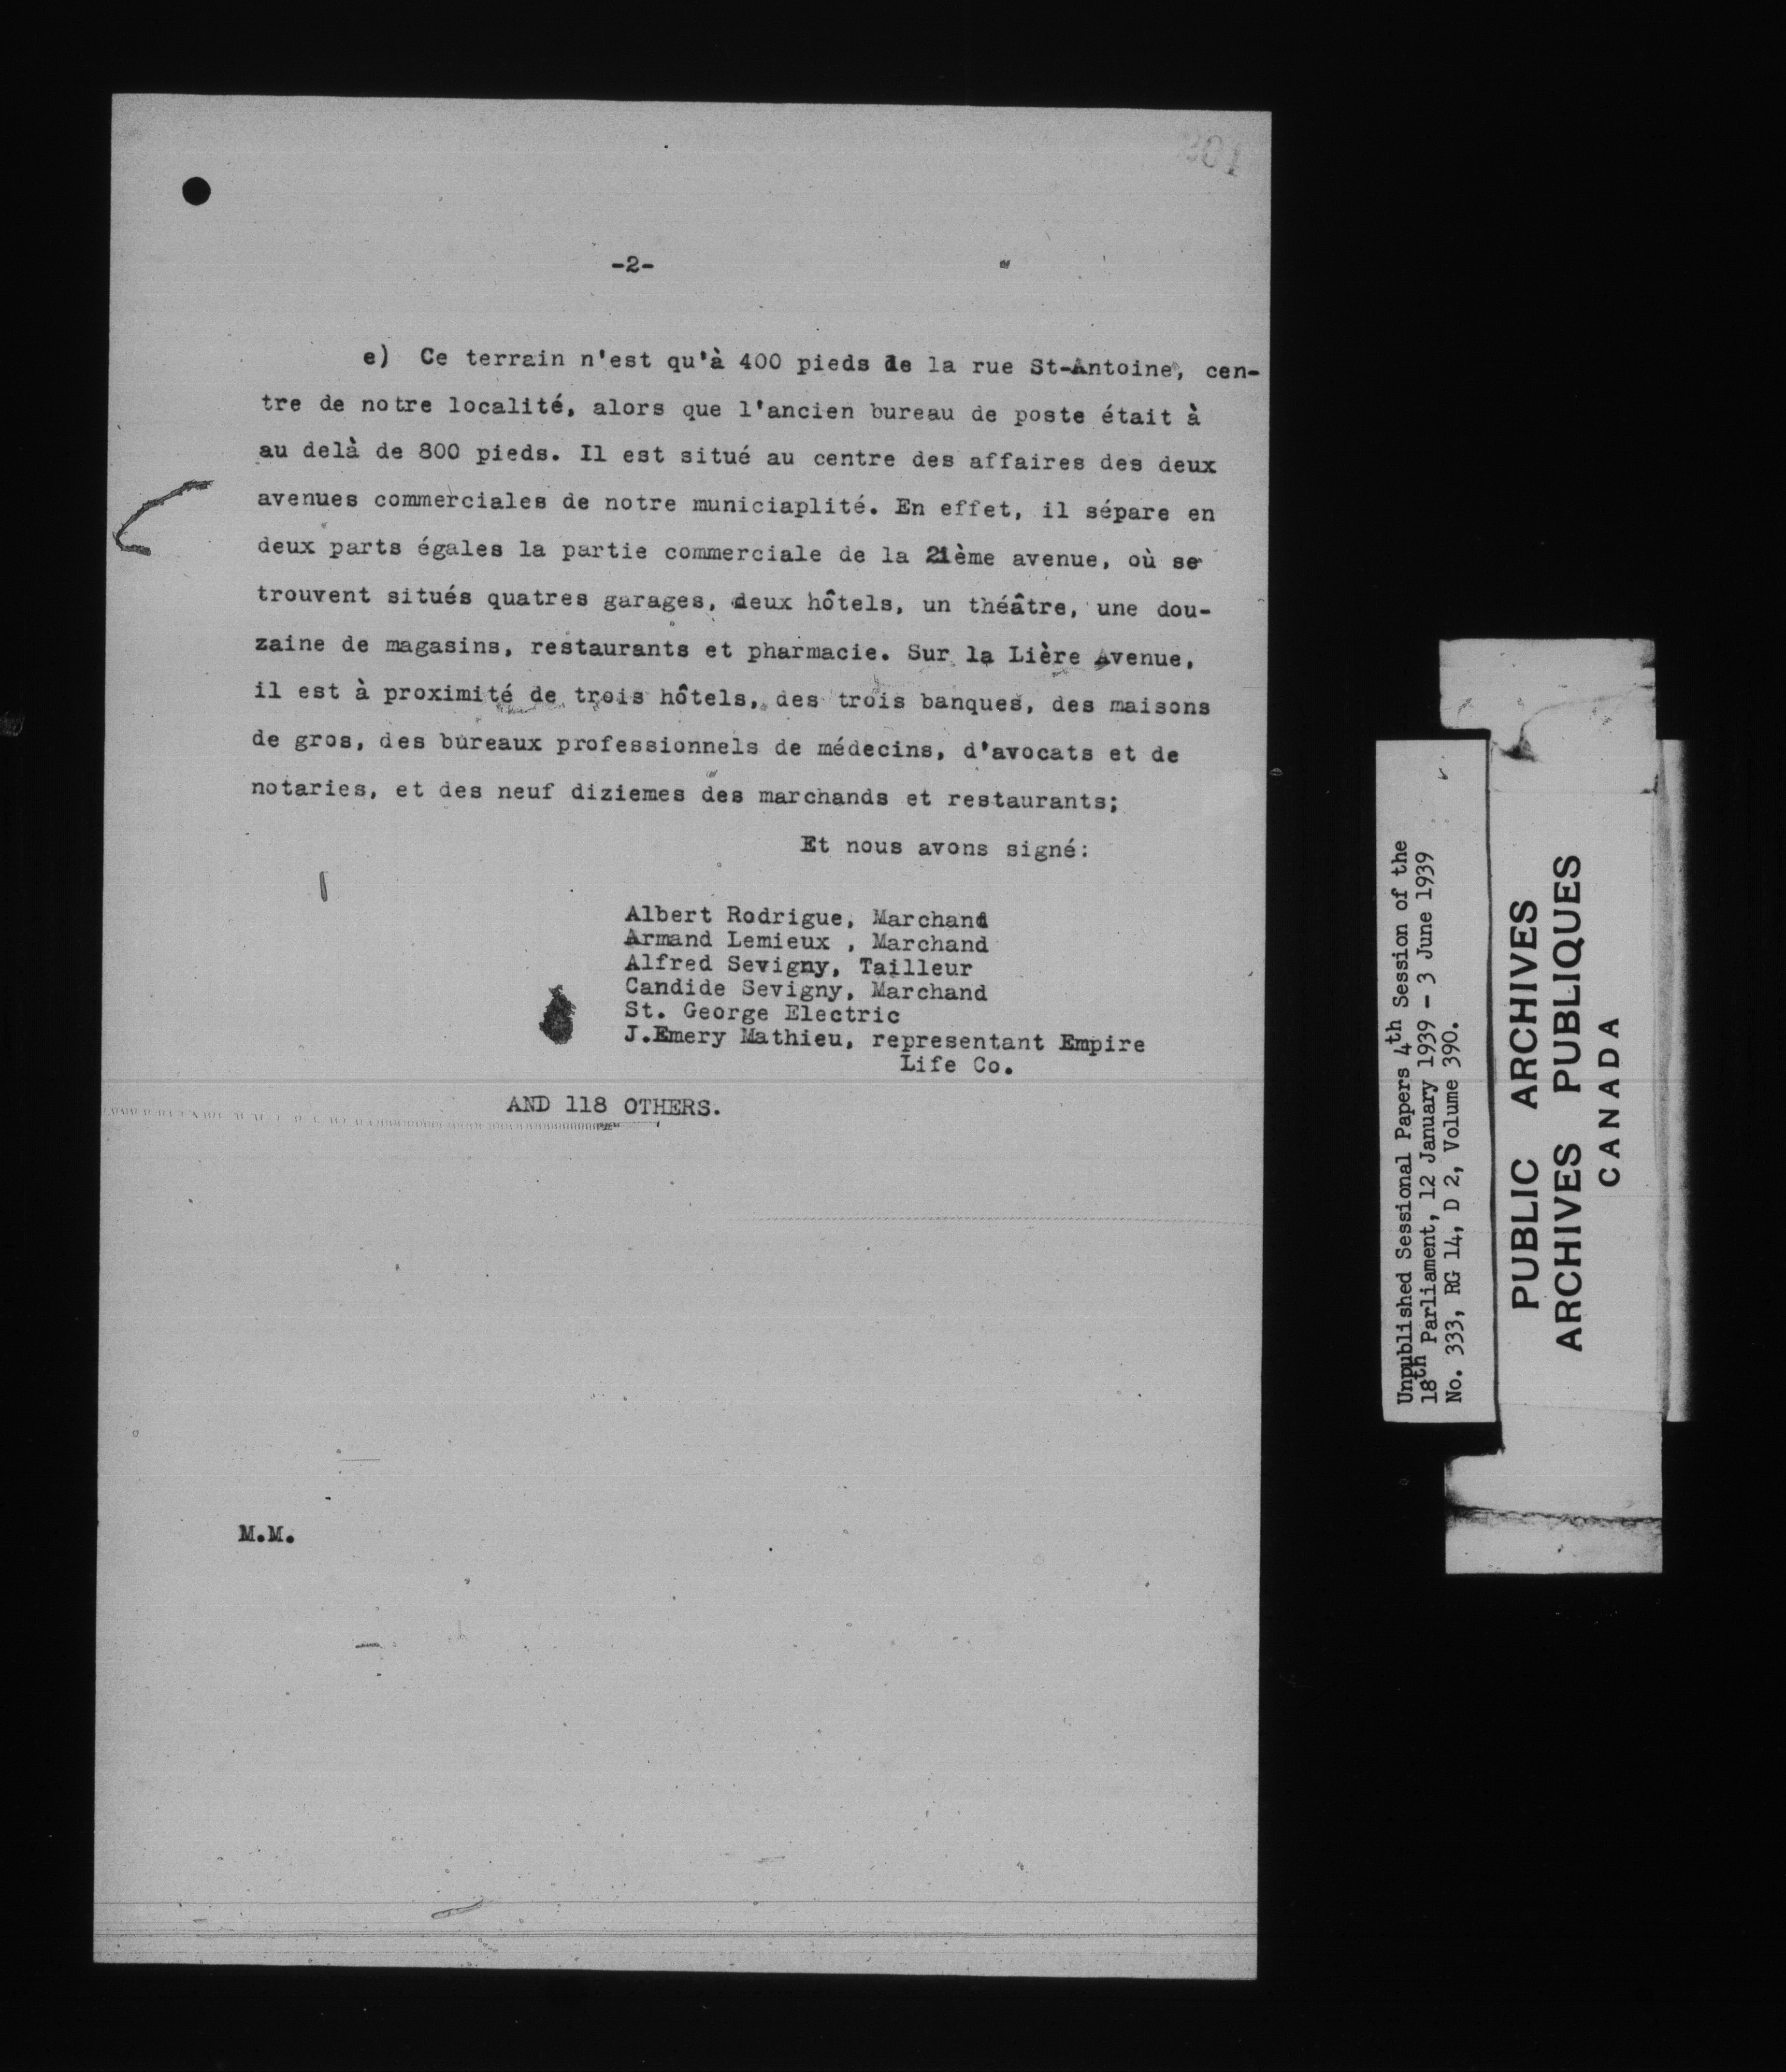 -2-
e) Ce terrain n'est qu'à 400 pieds de la rue St-Antoine, cen-
tre de notre localité, alors que l'ancien bureau de poste était à
au delà de 800 pieds. Il est situé au centre des affaires des deux
avenues commerciales de notre municiaplité. En effet, il sépare en
deux parts égales la partie commerciale de la 21ème avenue, où se
trouvent situés quatres garages, deux hôtels, un théâtre, une dou-
zaine de magasins, restaurants et pharmacie. Sur la Lière Avenue,
il est à proximité de trois hôtels, des trois banques, des maisons
de gros, des bureaux professionnels de médecins, d'avocats et de
notaries, et des neuf diziemes des marchands et restaurants;
Et nous avons signé:
Albert Rodrigue, Marchand
Armand Lemieux , Marchand
Alfred Sevigny, Tailleur
Candide Sevigny, Marchand
St. George Electric
J.Emery Mathieu, representant Empire
Life Co.
AND 118 OTHERS.
M.M.
Unpublished Sessional Papers 4th Session of the
18th Parliament, 12 January 1939 - 3 June 1939
No. 333, RG 14, D 2, Volume 390.
PUBLIC ARCHIVES
ARCHIVES PUBLIQUES
CANADA